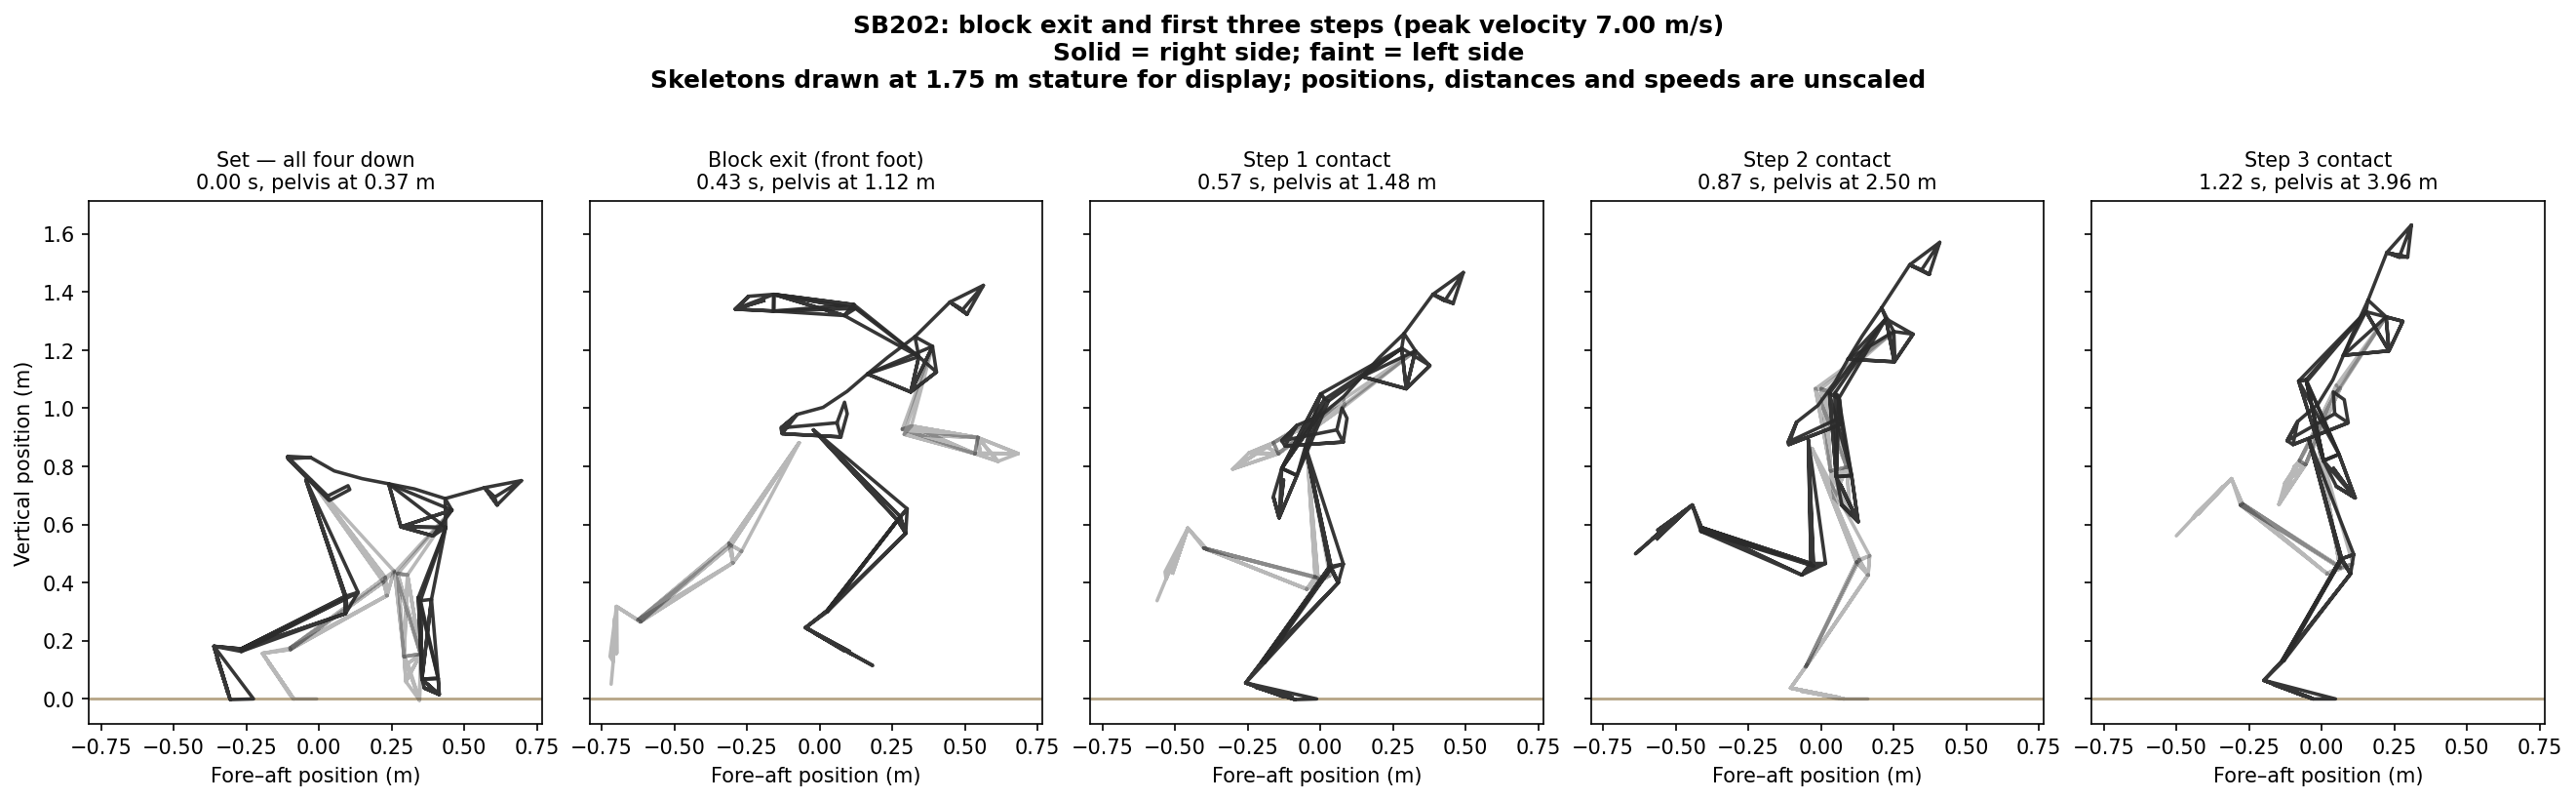 SB202: block exit and first three steps (peak velocity 7.00 m/s)
Solid = right side; faint = left side
Skeletons drawn at 1.75 m stature for display; positions, distances and speeds are unscaled
Set — all four down
0.00 s, pelvis at 0.37 m
Block exit (front foot)
0.43 s, pelvis at 1.12 m
Step 1 contact
0.57 s, pelvis at 1.48 m
Step 2 contact
0.87 s, pelvis at 2.50 m
Step 3 contact
1.22 s, pelvis at 3.96 m
Vertical position (m)
1.6
1.4
1.2
1.0
0.8
0.6
0.4
0.2
0.0
−0.75 −0.50 −0.25 0.00 0.25 0.50 0.75
−0.75 −0.50 −0.25 0.00 0.25 0.50 0.75
−0.75 −0.50 −0.25 0.00 0.25 0.50 0.75
−0.75 −0.50 −0.25 0.00 0.25 0.50 0.75
−0.75 −0.50 −0.25 0.00 0.25 0.50 0.75
Fore–aft position (m)
Fore–aft position (m)
Fore–aft position (m)
Fore–aft position (m)
Fore–aft position (m)